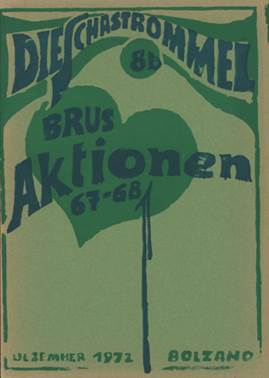 DIE SCHASTROMMEL
8b
BRUS
AKtionen
67-68
DEZEMBER 1972 BOLZANO